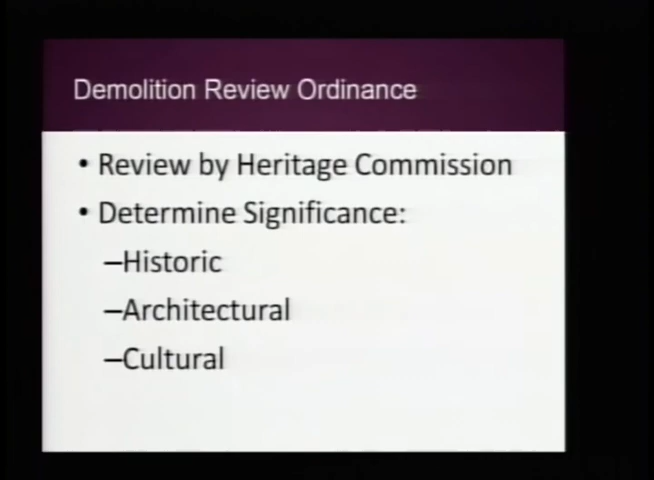 Demolition Review Ordinance
• Review by Heritage Commission
• Determine Significance:
–Historic
–Architectural
–Cultural